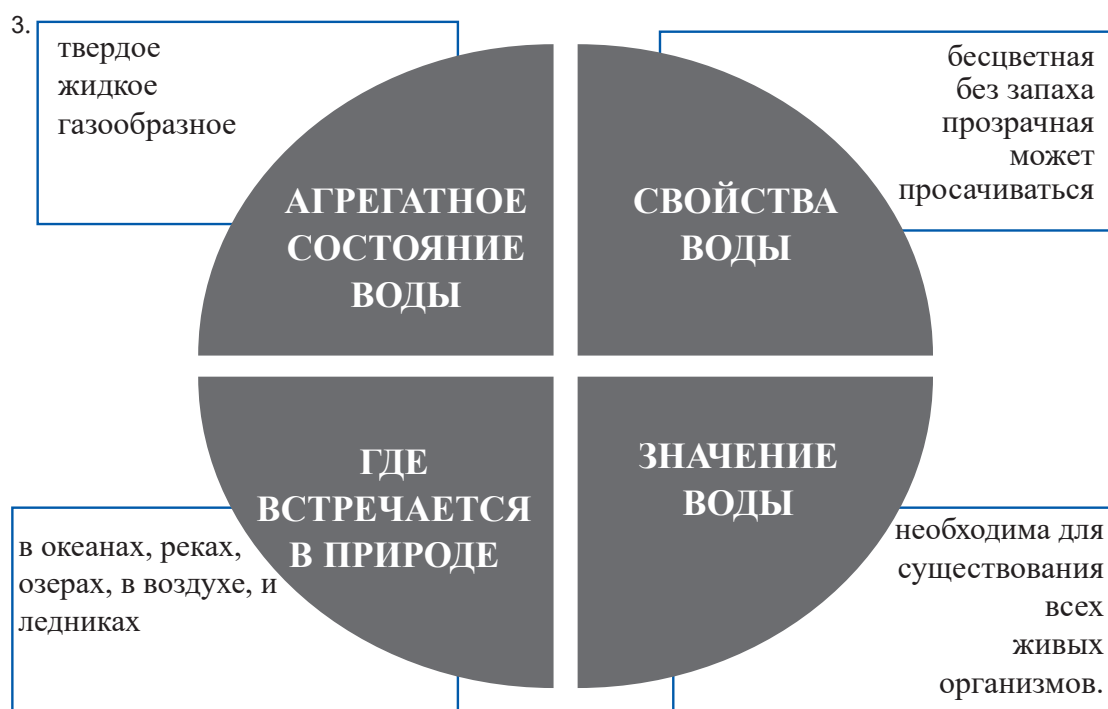 3.
твердое
жидкое
газообразное
АГРЕГАТНОЕ
СОСТОЯНИЕ
ВОДЫ
бесцветная
без запаха
прозрачная
может
просачиваться
СВОЙСТВА
ВОДЫ
ГДЕ
ВСТРЕЧАЕТСЯ
В ПРИРОДЕ
в океанах, реках,
озерах, в воздухе, и
ледниках
ЗНАЧЕНИЕ
ВОДЫ
необходима для
существования
всех
живых
организмов.